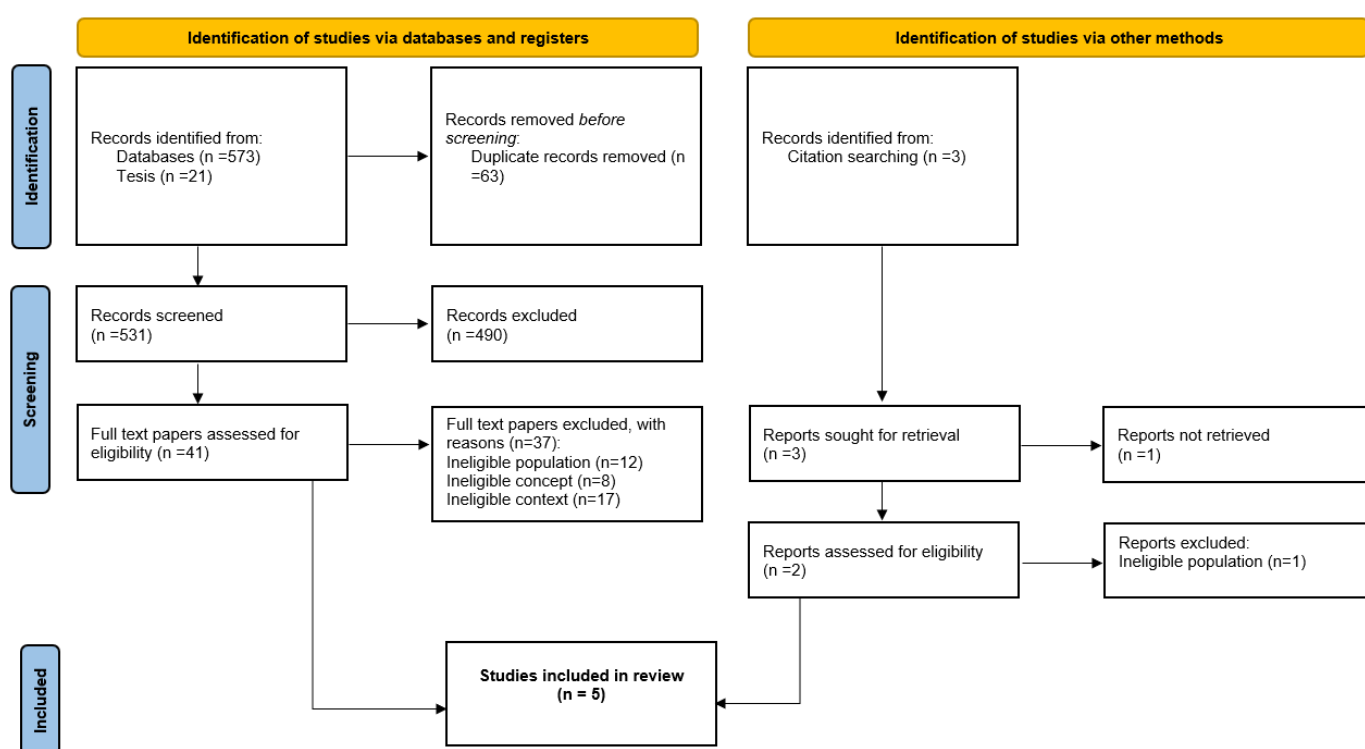 Identification of studies via databases and registers
Identification of studies via other methods
Identification
Records identified from:
Databases (n =573)
Tesis (n =21)
Records removed before
screening:
Duplicate records removed (n
=63)
Records identified from:
Citation searching (n =3)
Screening
Records screened
(n =531)
Records excluded
(n =490)
Full text papers assessed for
eligibility (n =41)
Full text papers excluded, with
reasons (n=37):
Ineligible population (n=12)
Ineligible concept (n=8)
Ineligible context (n=17)
Reports sought for retrieval
(n =3)
Reports not retrieved
(n =1)
Reports assessed for eligibility
(n =2)
Reports excluded:
Ineligible population (n=1)
Included
Studies included in review
(n = 5)